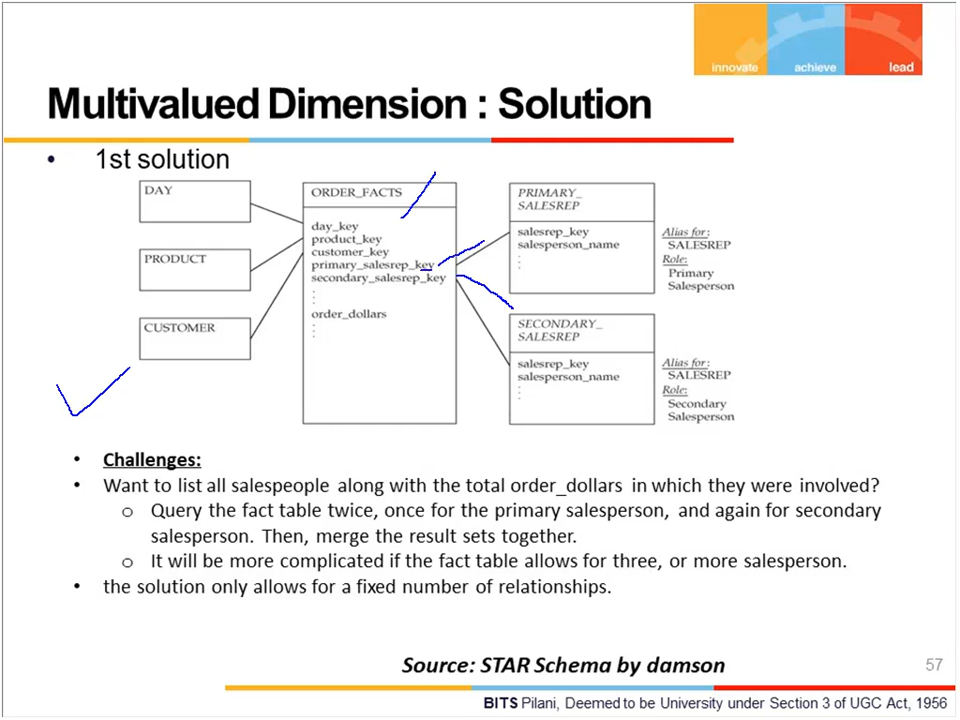 innovate achieve lead
Multivalued Dimension : Solution
• 1st solution
DAY
PRODUCT
CUSTOMER
ORDER_FACTS
day_key
product_key
customer_key
primary_salesrep_key
secondary_salesrep_key
order_dollars
PRIMARY_
SALESREP
salesrep_key
salesperson_name
Alias for:
SALESREP
Role:
Primary
Salesperson
SECONDARY_
SALESREP
salesrep_key
salesperson_name
Alias for:
SALESREP
Role:
Secondary
Salesperson
• Challenges:
• Want to list all salespeople along with the total order_dollars in which they were involved?
o Query the fact table twice, once for the primary salesperson, and again for secondary
salesperson. Then, merge the result sets together.
o It will be more complicated if the fact table allows for three, or more salesperson.
• the solution only allows for a fixed number of relationships.
Source: STAR Schema by damson
57
BITS Pilani, Deemed to be University under Section 3 of UGC Act, 1956